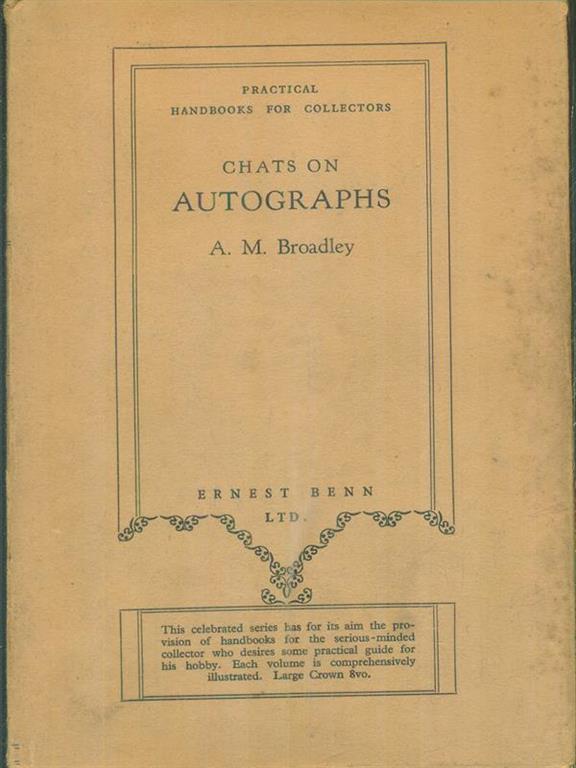 PRACTICAL
HANDBOOKS FOR COLLECTORS
CHATS ON
AUTOGRAPHS
A. M. Broadley
ERNEST BENN
LTD.
This celebrated series has for its aim the pro-
vision of handbooks for the serious-minded
collector who desires some practical guide for
his hobby. Each volume is comprehensively
illustrated. Large Crown 8vo.